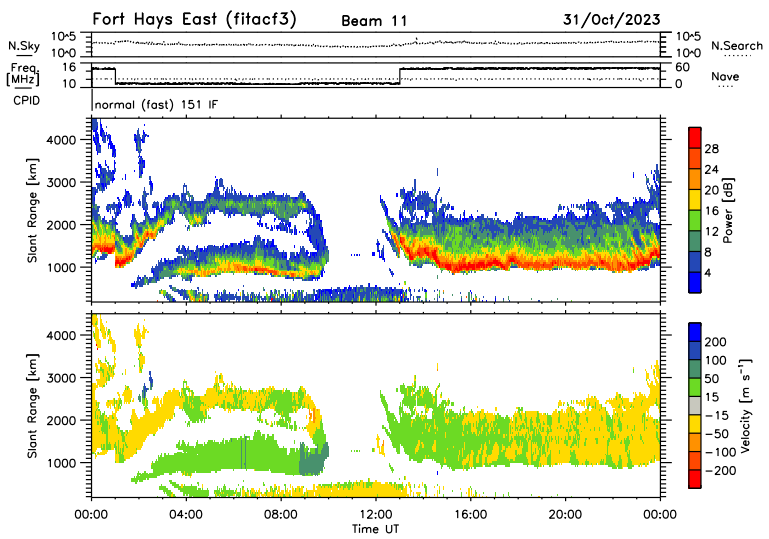 Fort Hays East (fitacf3) Beam 11 31/Oct/2023
N.Sky 10^5 10^0 10^5 10^0 N.Search
Freq. [MHz] 16 10 60 0 Nave
CPID normal (fast) 151 IF
Slant Range [km] 4000 3000 2000 1000
Power [dB] 28 24 20 16 12 8 4
Slant Range [km] 4000 3000 2000 1000
Velocity [m s⁻¹] 200 100 50 15 −15 −50 −100 −200
00:00 04:00 08:00 12:00 16:00 20:00 00:00
Time UT